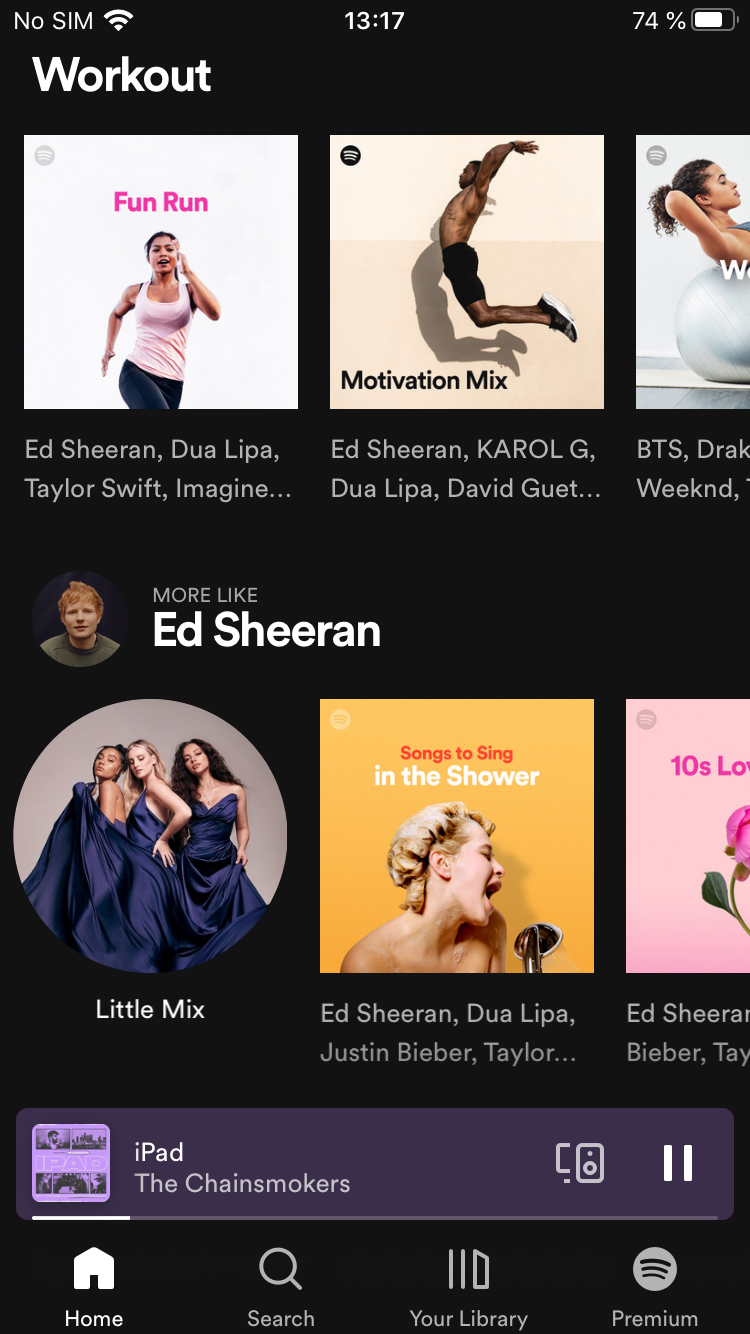 No SIM 13:17 74 %
Workout
Fun Run
Motivation Mix
Ed Sheeran, Dua Lipa,
Taylor Swift, Imagine...
Ed Sheeran, KAROL G,
Dua Lipa, David Guet...
BTS, Drak
Weeknd,
MORE LIKE
Ed Sheeran
Songs to Sing
in the Shower
10s Lov
Little Mix
Ed Sheeran, Dua Lipa,
Justin Bieber, Taylor...
Ed Sheeran
Bieber, Tay
IPAD
iPad
The Chainsmokers
Home Search Your Library Premium